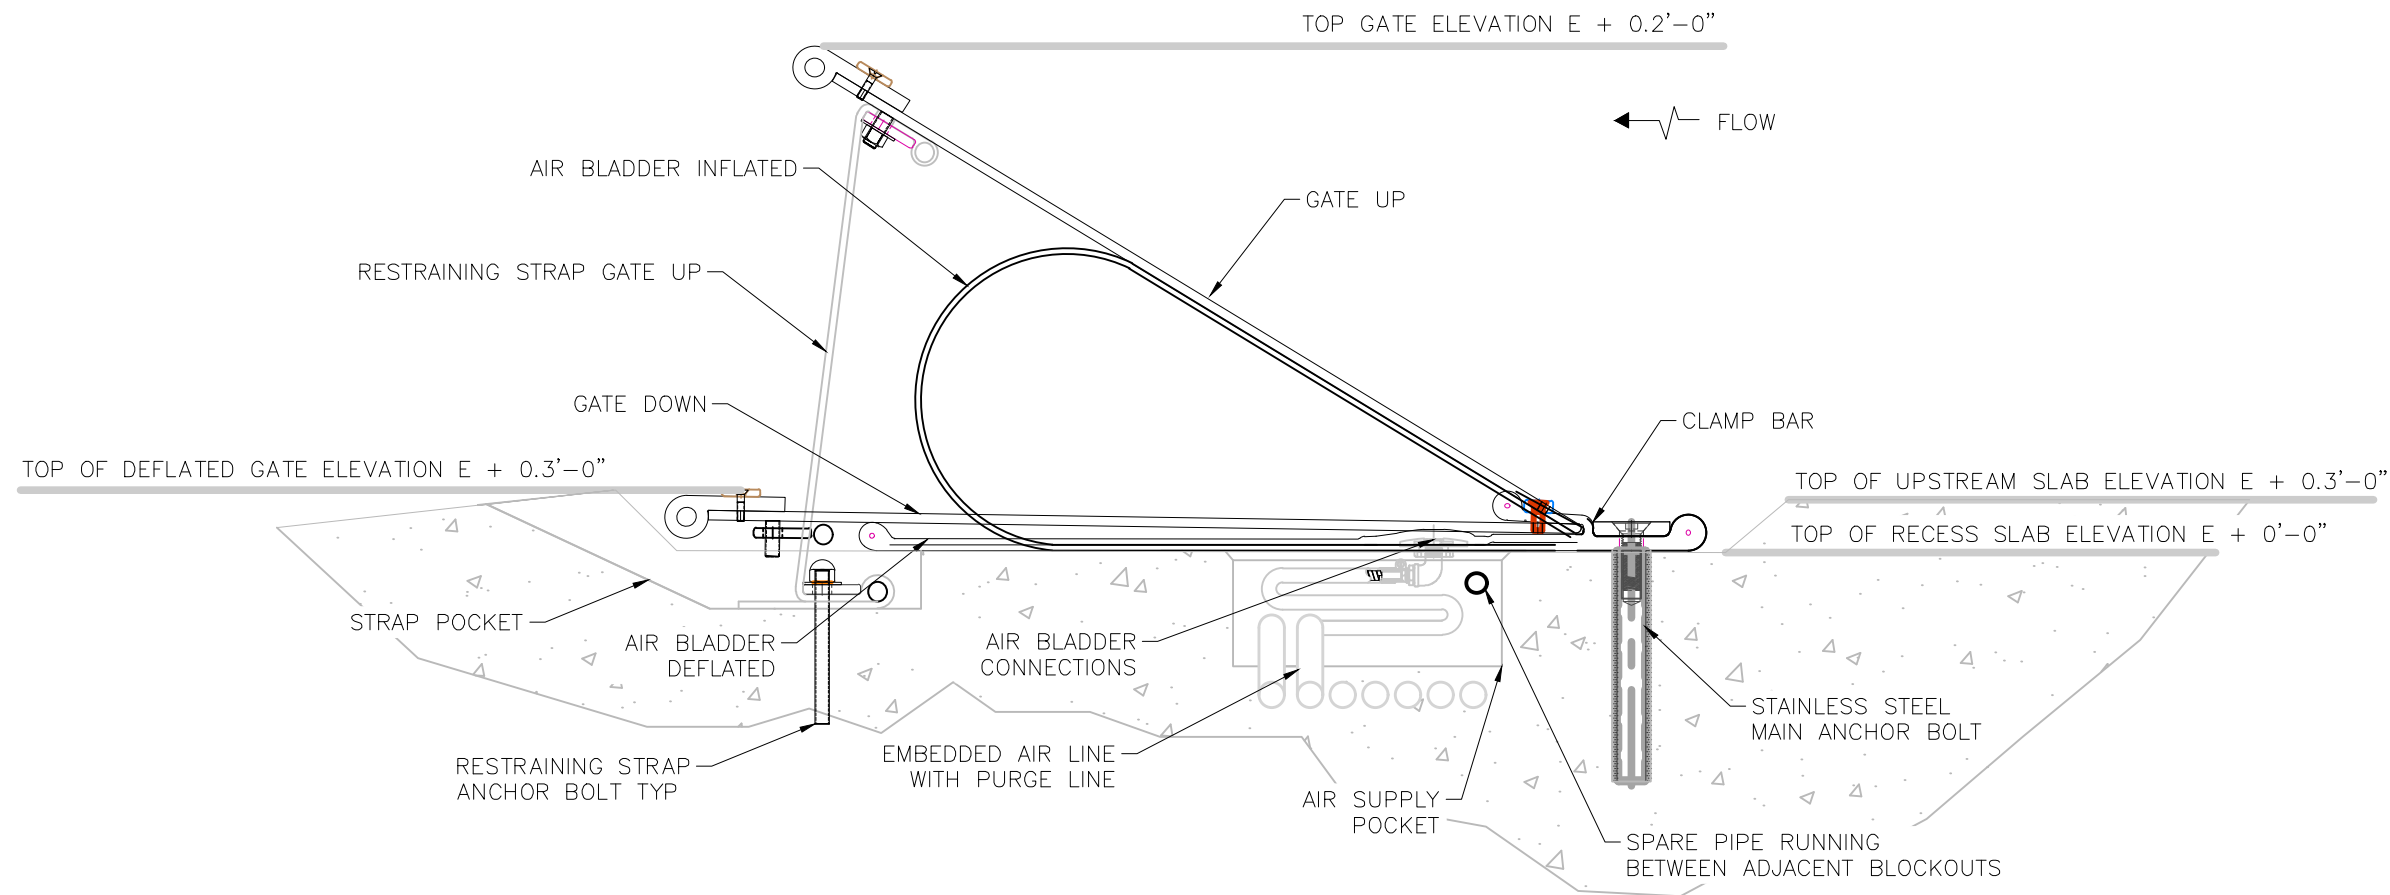 TOP GATE ELEVATION E + 0.2'-0"
FLOW
AIR BLADDER INFLATED
GATE UP
RESTRAINING STRAP GATE UP
GATE DOWN
CLAMP BAR
TOP OF DEFLATED GATE ELEVATION E + 0.3'-0"
TOP OF UPSTREAM SLAB ELEVATION E + 0.3'-0"
TOP OF RECESS SLAB ELEVATION E + 0'-0"
STRAP POCKET
AIR BLADDER
DEFLATED
AIR BLADDER
CONNECTIONS
STAINLESS STEEL
MAIN ANCHOR BOLT
RESTRAINING STRAP
ANCHOR BOLT TYP
EMBEDDED AIR LINE
WITH PURGE LINE
AIR SUPPLY
POCKET
SPARE PIPE RUNNING
BETWEEN ADJACENT BLOCKOUTS